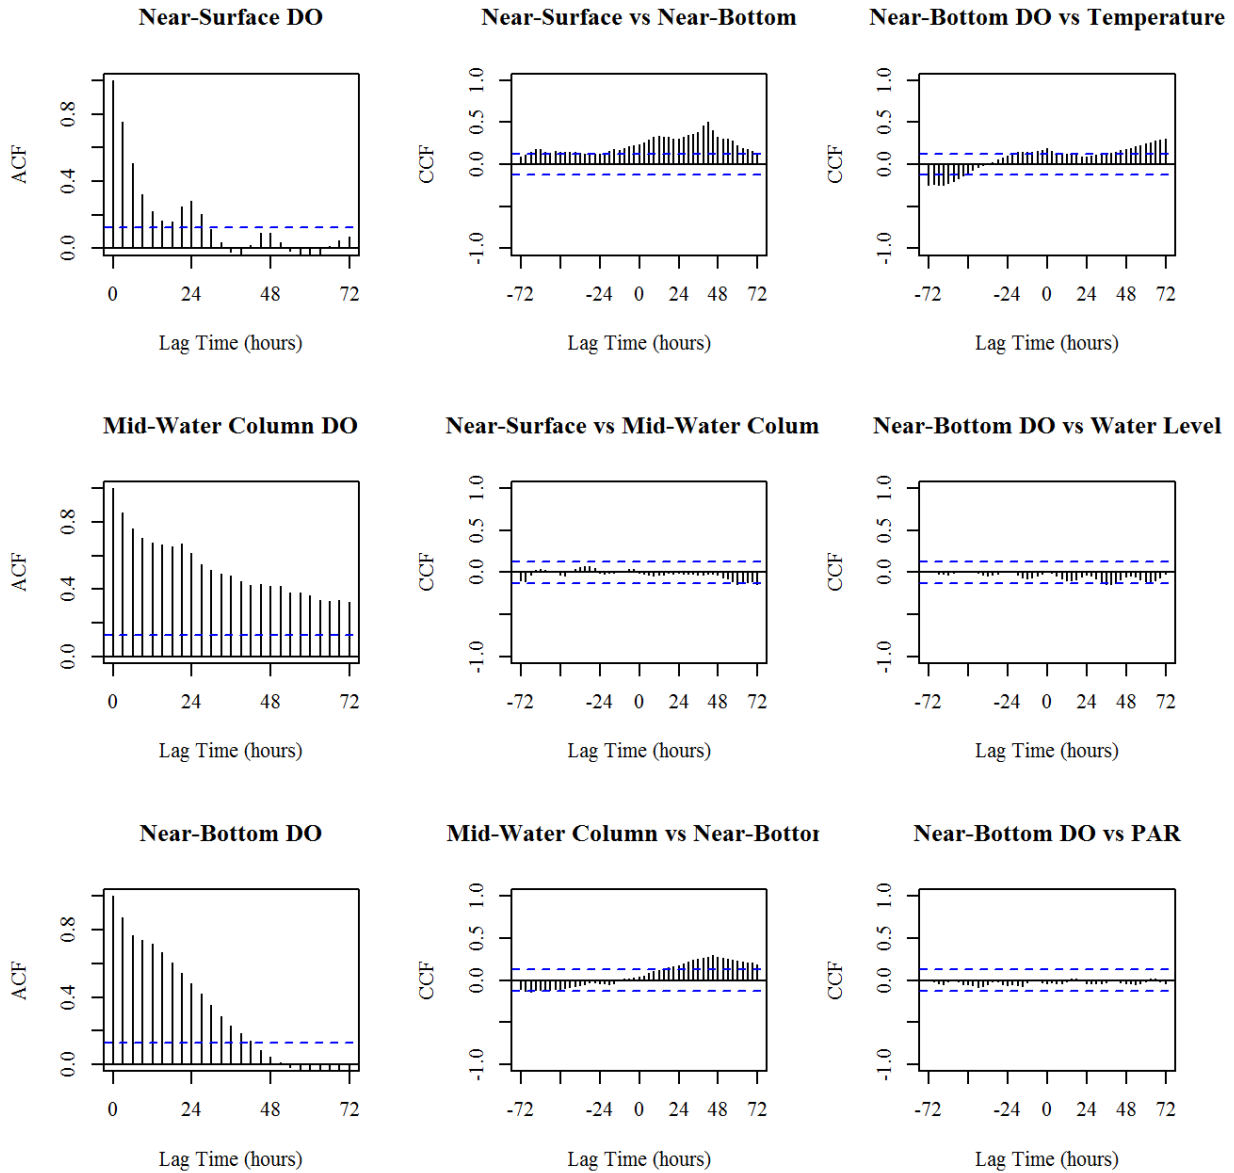 Near-Surface DO
Near-Surface vs Near-Bottom
Near-Bottom DO vs Temperature
ACF
0.0 0.4 0.8
0 24 48 72
Lag Time (hours)
CCF
-1.0 0.0 0.5 1.0
-72 -24 0 24 48 72
Lag Time (hours)
CCF
-1.0 0.0 0.5 1.0
-72 -24 0 24 48 72
Lag Time (hours)
Mid-Water Column DO
Near-Surface vs Mid-Water Colum
Near-Bottom DO vs Water Level
ACF
0.0 0.4 0.8
0 24 48 72
Lag Time (hours)
CCF
-1.0 0.0 0.5 1.0
-72 -24 0 24 48 72
Lag Time (hours)
CCF
-1.0 0.0 0.5 1.0
-72 -24 0 24 48 72
Lag Time (hours)
Near-Bottom DO
Mid-Water Column vs Near-Bottor
Near-Bottom DO vs PAR
ACF
0.0 0.4 0.8
0 24 48 72
Lag Time (hours)
CCF
-1.0 0.0 0.5 1.0
-72 -24 0 24 48 72
Lag Time (hours)
CCF
-1.0 0.0 0.5 1.0
-72 -24 0 24 48 72
Lag Time (hours)